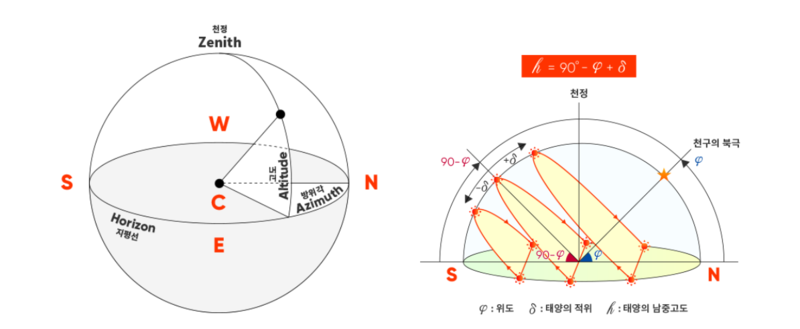 천정
Zenith
W
S
N
C
고도
Altitude
방위각
Azimuth
Horizon
지평선
E
h = 90° - φ + δ
천정
천구의 북극
φ
90-φ
+δ
-δ
90-φ
φ
S
N
φ : 위도 δ : 태양의 적위 h : 태양의 남중고도